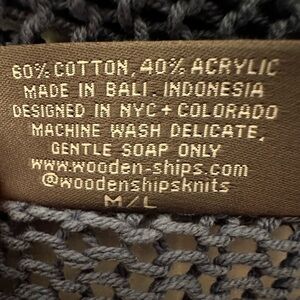 60% COTTON, 40% ACRYLIC
MADE IN BALI. INDONESIA
DESIGNED IN NYC + COLORADO
MACHINE WASH DELICATE,
GENTLE SOAP ONLY
www.wooden-ships.com
@woodenshipsknits
M/L